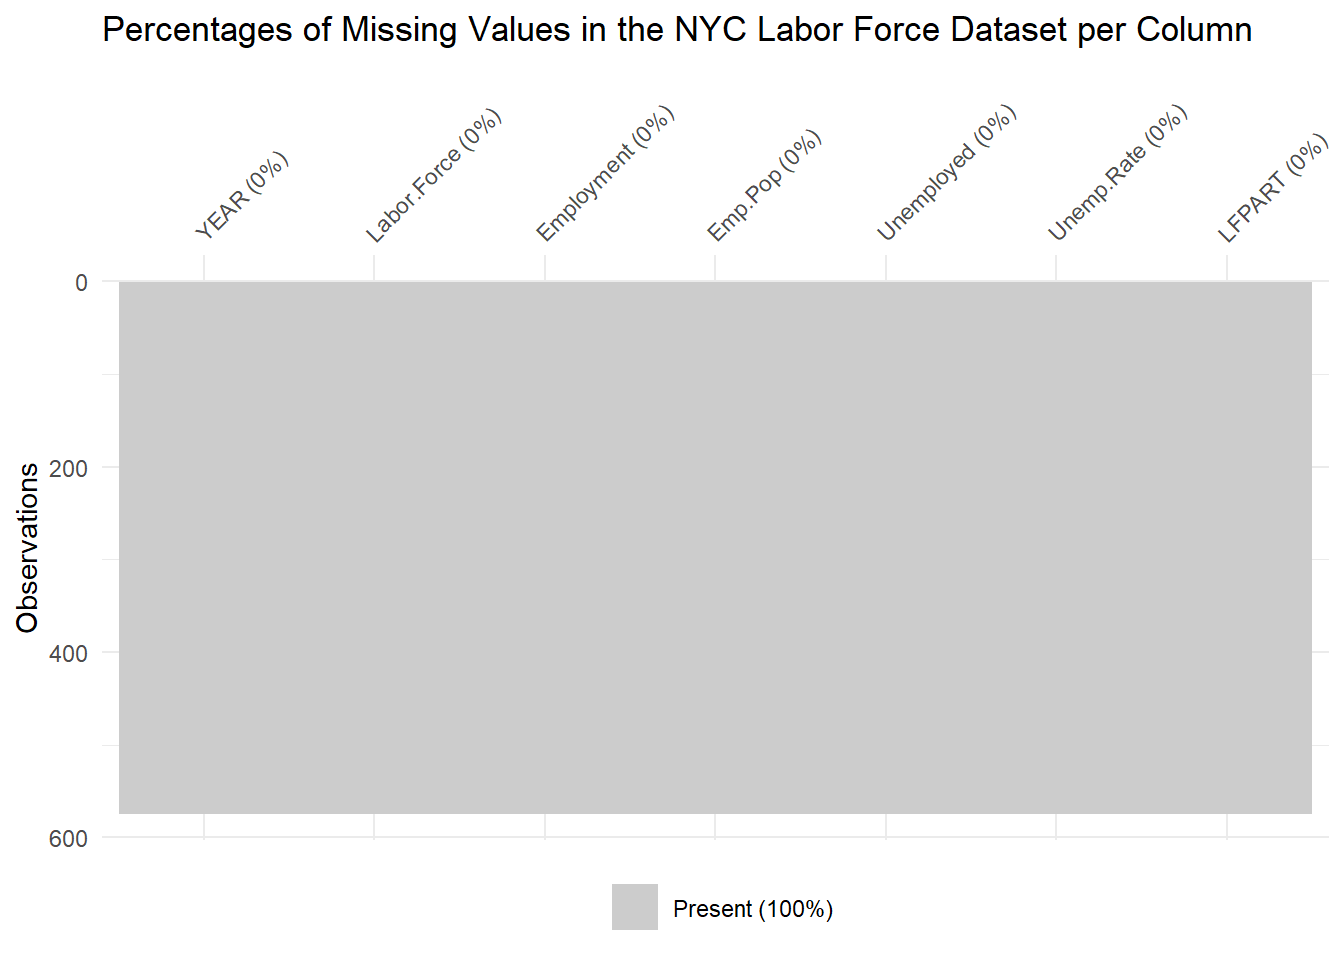 Percentages of Missing Values in the NYC Labor Force Dataset per Column
YEAR (0%)
Labor.Force (0%)
Employment (0%)
Emp.Pop (0%)
Unemployed (0%)
Unemp.Rate (0%)
LFPART (0%)
Observations
0
200
400
600
Present (100%)